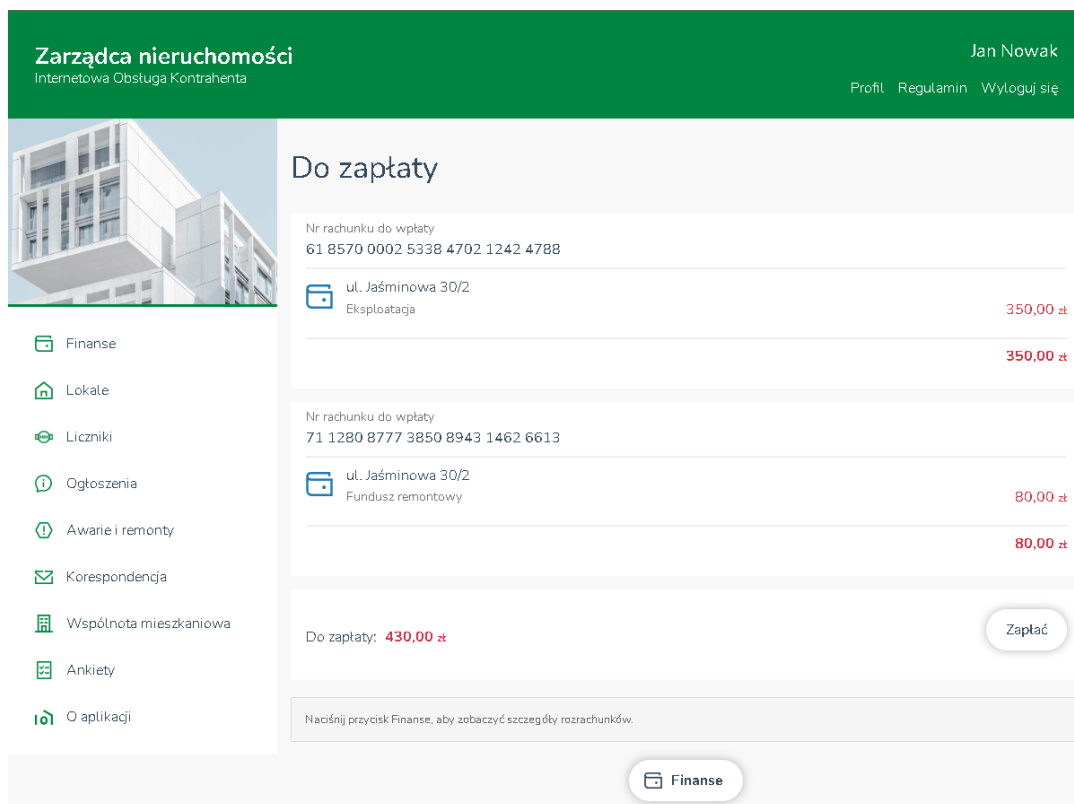 Zarządca nieruchomości
Internetowa Obsługa Kontrahenta
Jan Nowak
Profil Regulamin Wyloguj się
Finanse
Lokale
Liczniki
Ogłoszenia
Awarie i remonty
Korespondencja
Wspólnota mieszkaniowa
Ankiety
O aplikacji
Do zapłaty
Nr rachunku do wpłaty
61 8570 0002 5338 4702 1242 4788
ul. Jaśminowa 30/2
Eksploatacja 350,00 zł
350,00 zł
Nr rachunku do wpłaty
71 1280 8777 3850 8943 1462 6613
ul. Jaśminowa 30/2
Fundusz remontowy 80,00 zł
80,00 zł
Do zapłaty: 430,00 zł Zapłać
Naciśnij przycisk Finanse, aby zobaczyć szczegóły rozrachunków.
Finanse